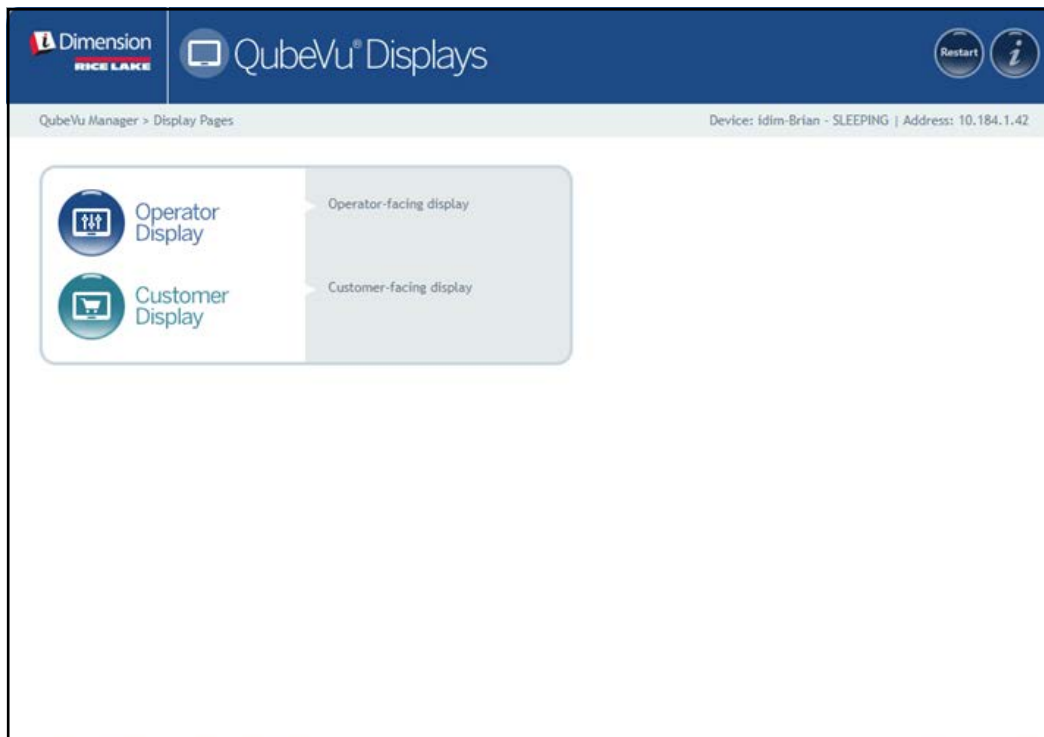 i Dimension
RICE LAKE
QubeVu® Displays
Restart
i
QubeVu Manager > Display Pages
Device: idim-Brian - SLEEPING | Address: 10.184.1.42
Operator
Display
Operator-facing display
Customer
Display
Customer-facing display